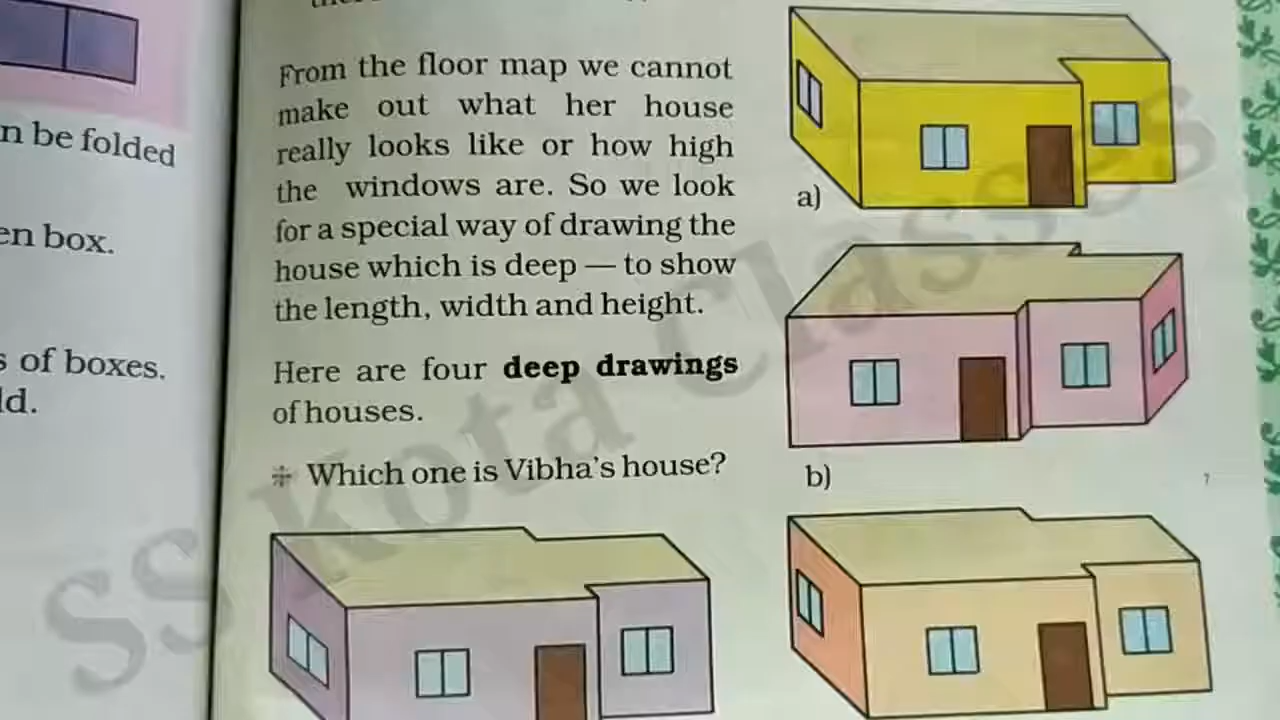 n be folded
en box.
s of boxes.
ld.
From the floor map we cannot
make out what her house
really looks like or how high
the windows are. So we look
for a special way of drawing the
house which is deep — to show
the length, width and height.
Here are four deep drawings
of houses.
Which one is Vibha's house?
a)
b)
SS Kota Classes